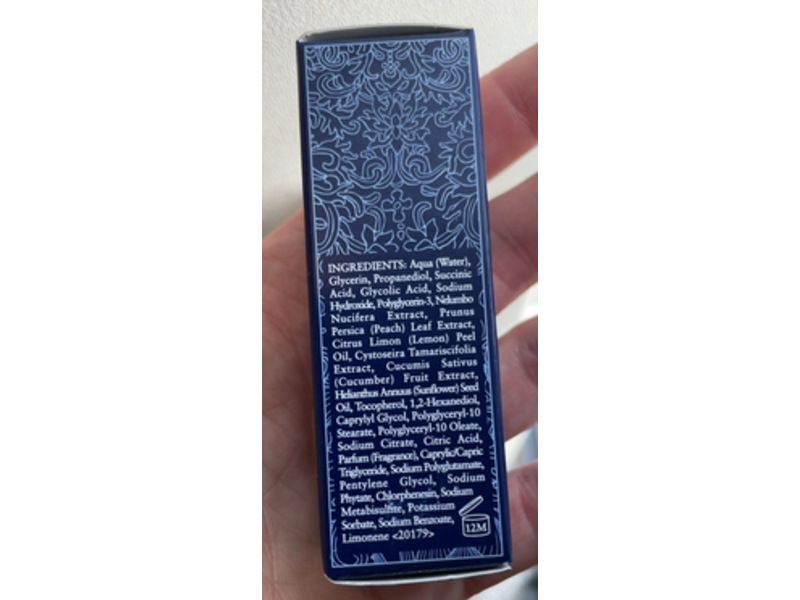 INGREDIENTS: Aqua (Water),
Glycerin, Propanediol, Succinic
Acid, Glycolic Acid, Sodium
Hydroxide, Polyglycerin-3, Nelumbo
Nucifera Extract, Prunus
Persica (Peach) Leaf Extract,
Citrus Limon (Lemon) Peel
Oil, Cystoseira Tamariscifolia
Extract, Cucumis Sativus
(Cucumber) Fruit Extract,
Helianthus Annuus (Sunflower) Seed
Oil, Tocopherol, 1,2-Hexanediol,
Caprylyl Glycol, Polyglyceryl-10
Stearate, Polyglyceryl-10 Oleate,
Sodium Citrate, Citric Acid,
Parfum (Fragrance), Caprylic/Capric
Triglyceride, Sodium Polyglutamate,
Pentylene Glycol, Sodium
Phytate, Chlorphenesin, Sodium
Metabisulfite, Potassium
Sorbate, Sodium Benzoate,
Limonene <20179>
12M